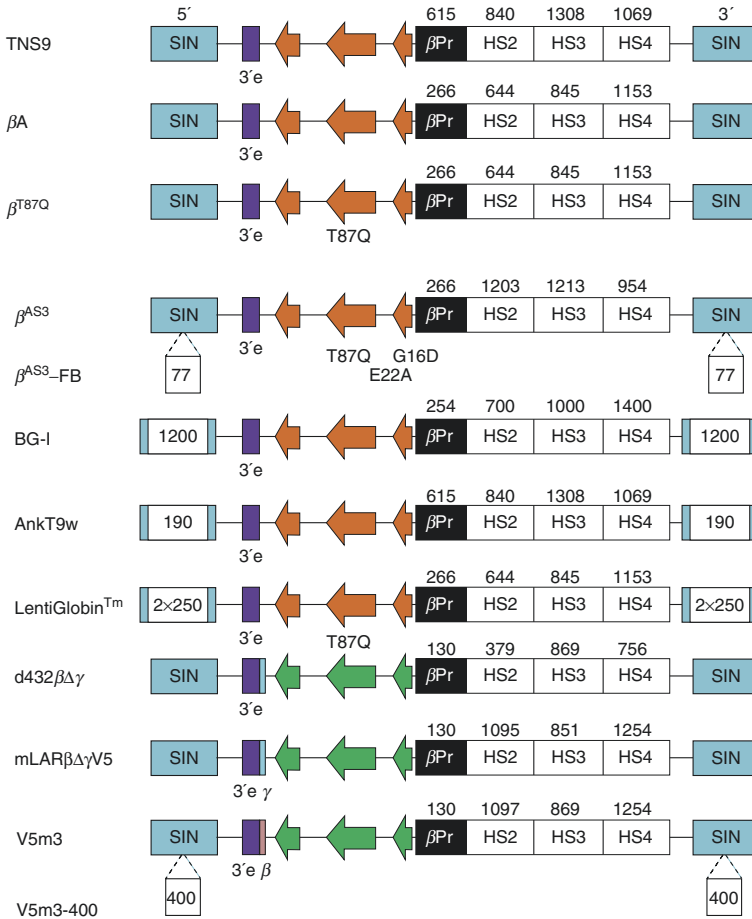 5´ 615 840 1308 1069 3´
TNS9 SIN βPr HS2 HS3 HS4 SIN
3´e
266 644 845 1153
βA SIN βPr HS2 HS3 HS4 SIN
3´e
266 644 845 1153
βT87Q SIN βPr HS2 HS3 HS4 SIN
3´e T87Q
266 1203 1213 954
βAS3 SIN βPr HS2 HS3 HS4 SIN
3´e T87Q G16D
E22A
βAS3–FB 77 77
254 700 1000 1400
BG-I 1200 βPr HS2 HS3 HS4 1200
3´e
615 840 1308 1069
AnkT9w 190 βPr HS2 HS3 HS4 190
3´e
266 644 845 1153
LentiGlobinTm 2×250 βPr HS2 HS3 HS4 2×250
3´e T87Q
130 379 869 756
d432βΔγ SIN βPr HS2 HS3 HS4 SIN
3´e
130 1095 851 1254
mLARβΔγV5 SIN βPr HS2 HS3 HS4 SIN
3´e γ
130 1097 869 1254
V5m3 SIN βPr HS2 HS3 HS4 SIN
3´e β
V5m3-400 400 400